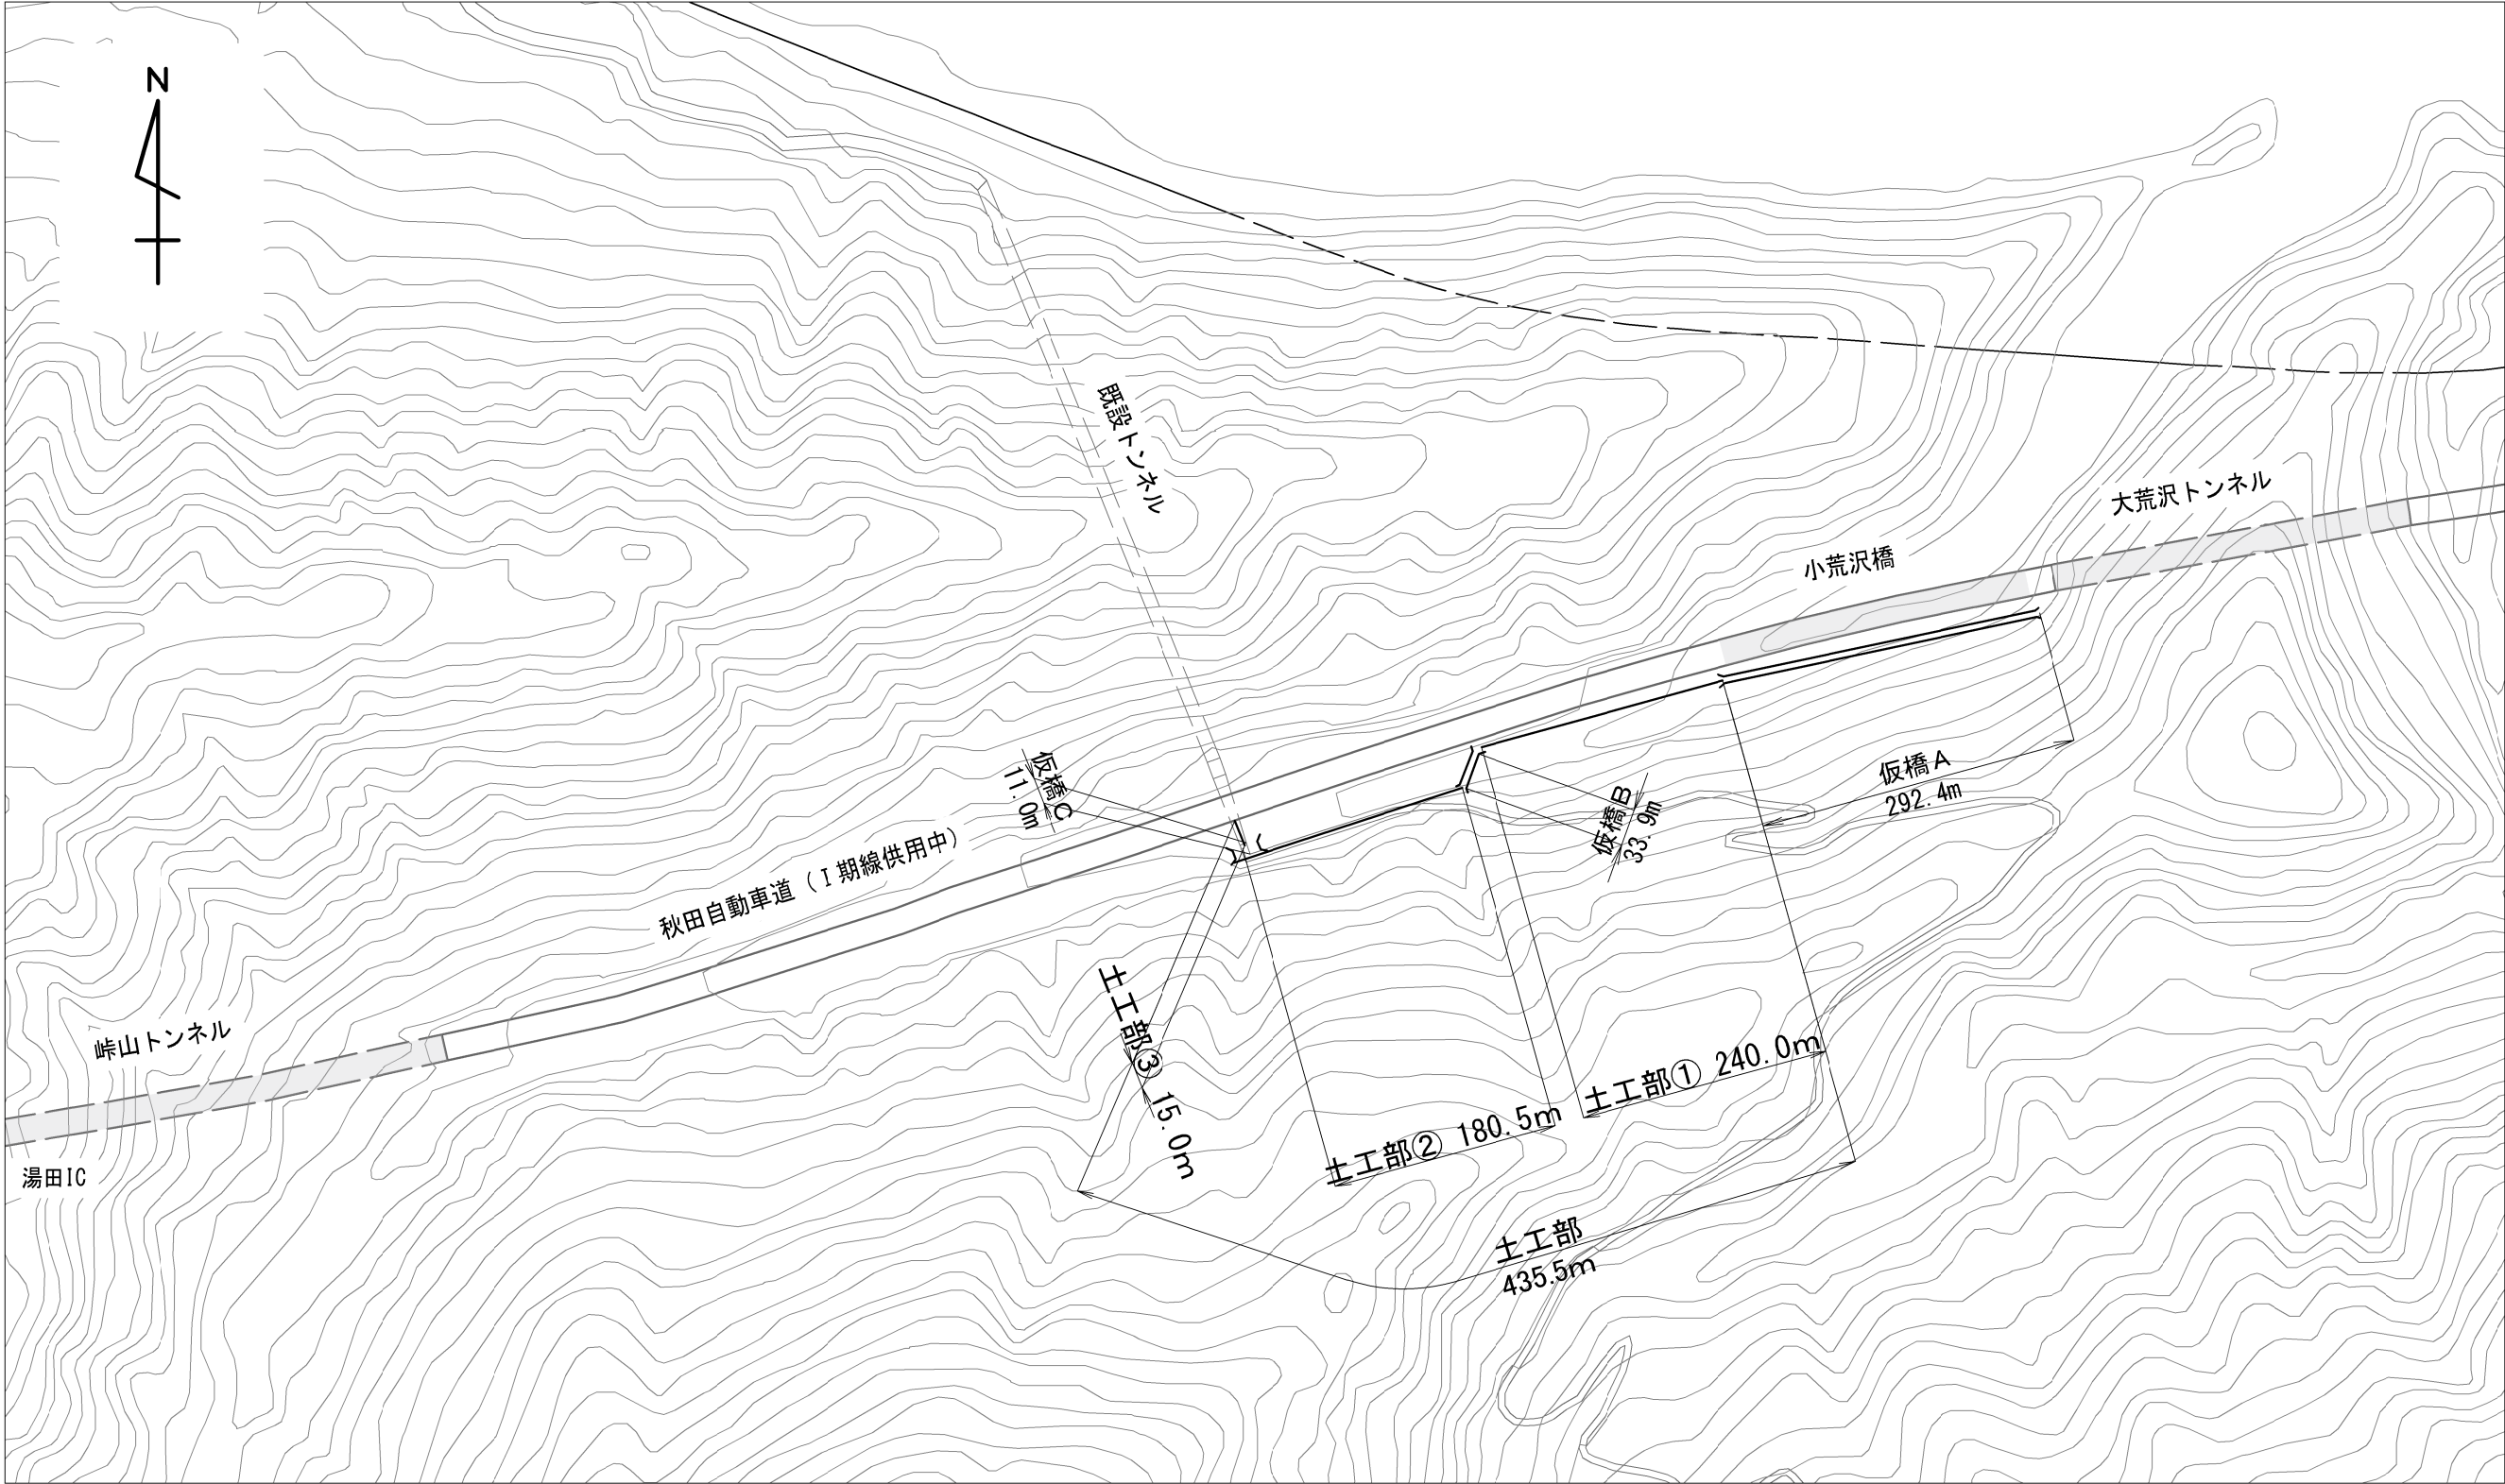 N
既設トンネル
大荒沢トンネル
小荒沢橋
仮橋C
11.0m
仮橋A
292.4m
仮橋B
33.9m
秋田自動車道（Ⅰ期線供用中）
峠山トンネル
湯田IC
土工部③ 15.0m
土工部① 240.0m
土工部② 180.5m
土工部
435.5m